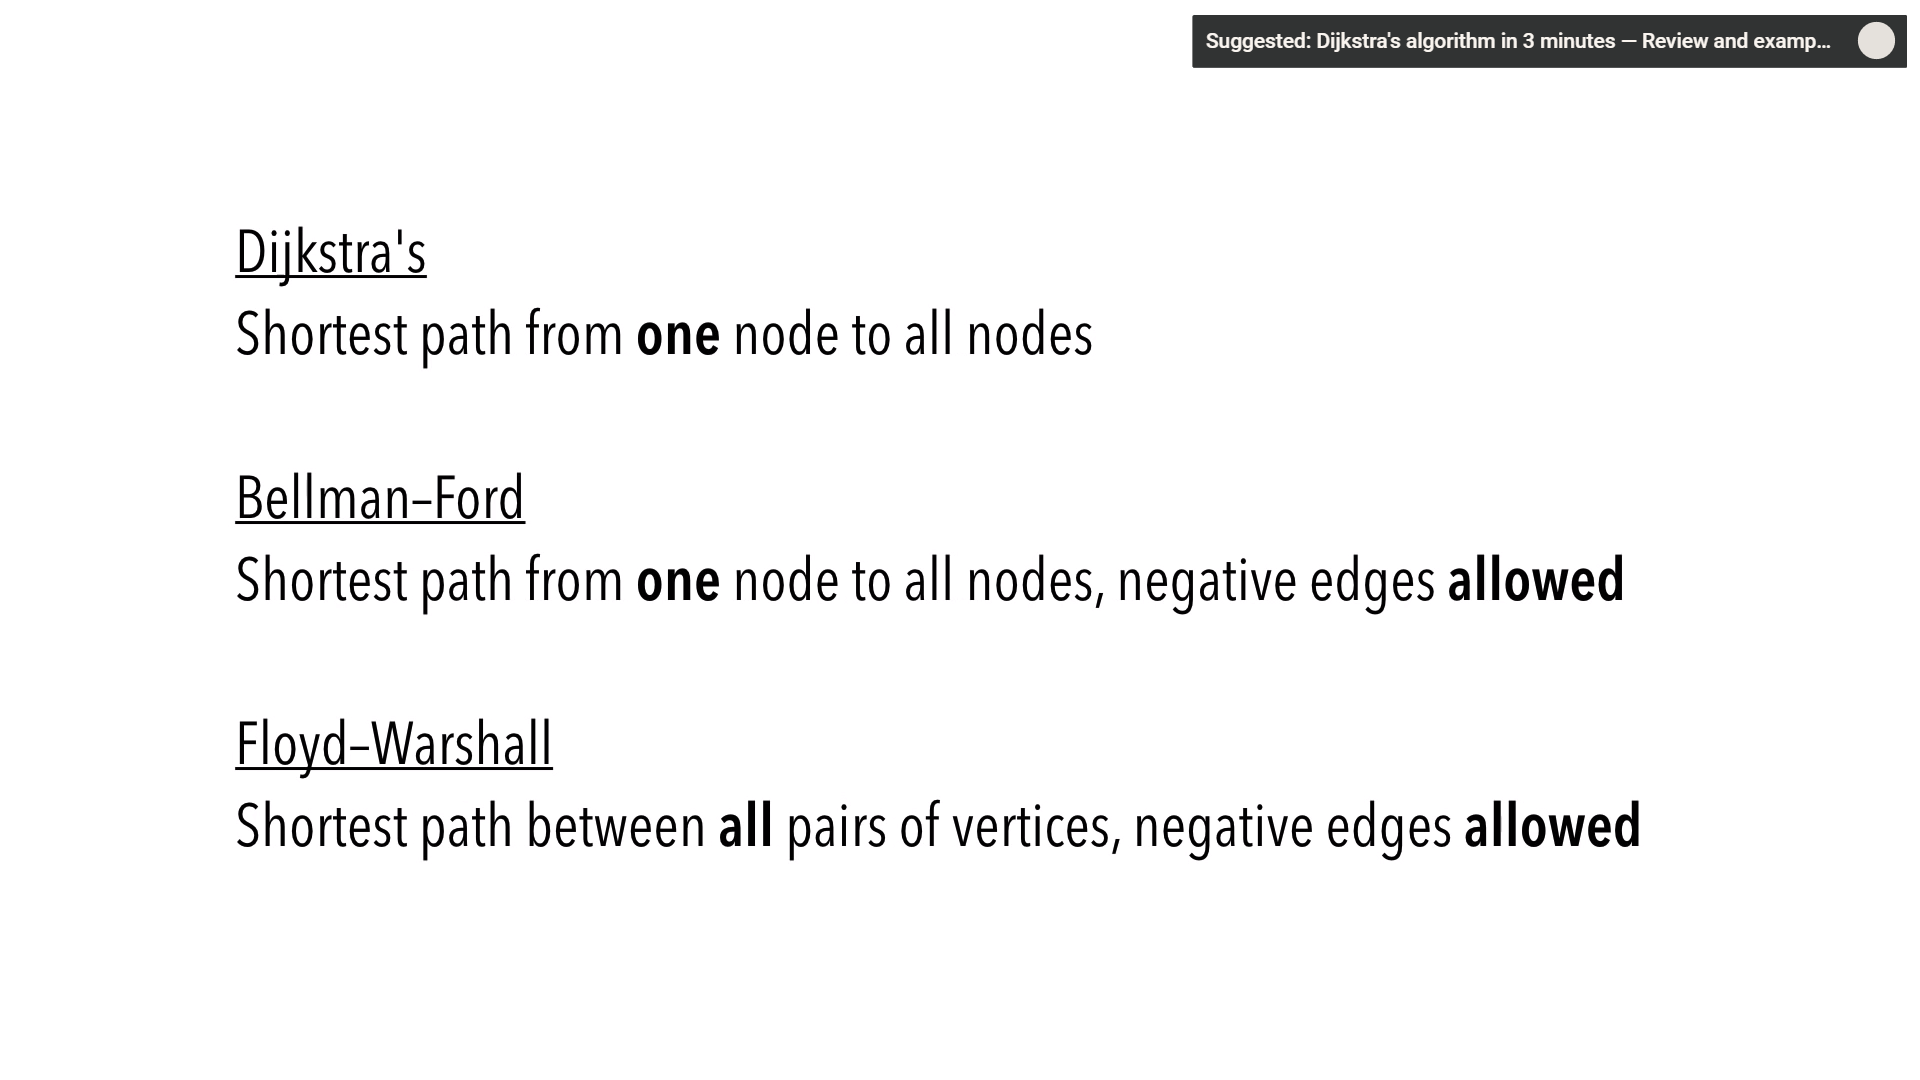 Suggested: Dijkstra's algorithm in 3 minutes — Review and examp...
Dijkstra's
Shortest path from one node to all nodes
Bellman–Ford
Shortest path from one node to all nodes, negative edges allowed
Floyd–Warshall
Shortest path between all pairs of vertices, negative edges allowed